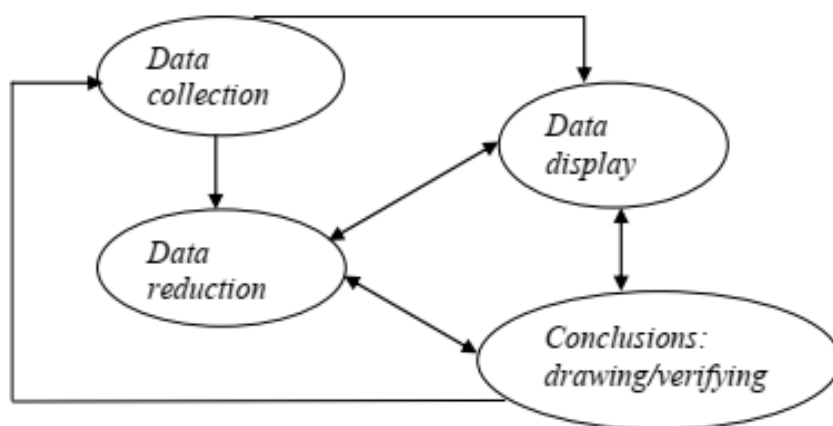 Data
collection
Data
display
Data
reduction
Conclusions:
drawing/verifying